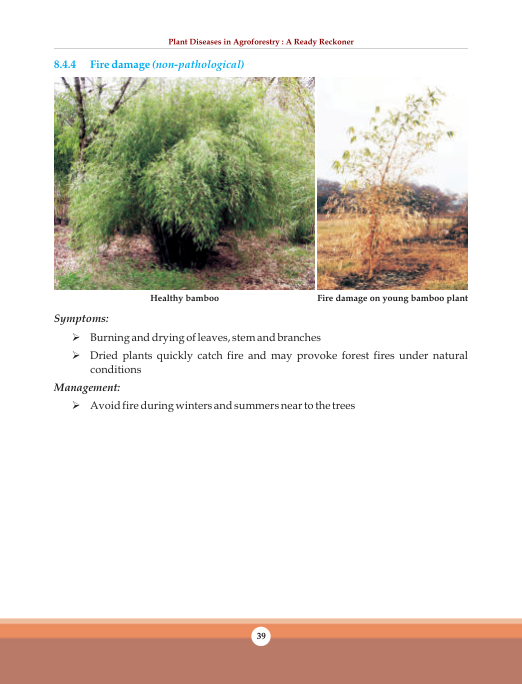 Plant Diseases in Agroforestry : A Ready Reckoner
8.4.4 Fire damage (non-pathological)
Healthy bamboo
Fire damage on young bamboo plant
Symptoms:
➢ Burning and drying of leaves, stem and branches
➢ Dried plants quickly catch fire and may provoke forest fires under natural
conditions
Management:
➢ Avoid fire during winters and summers near to the trees
39